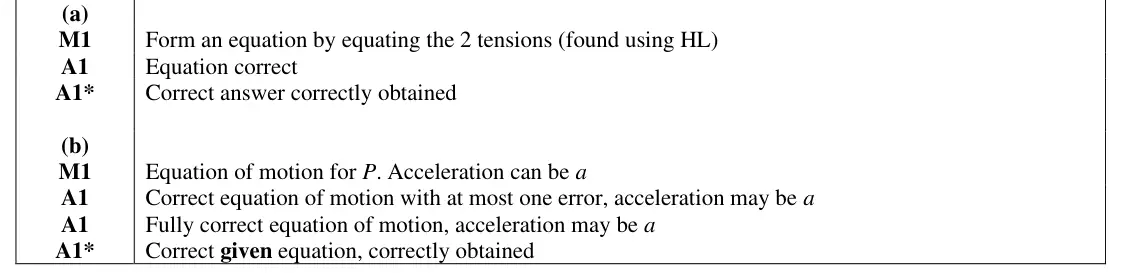 (a)
M1 Form an equation by equating the 2 tensions (found using HL)
A1 Equation correct
A1* Correct answer correctly obtained
(b)
M1 Equation of motion for P. Acceleration can be a
A1 Correct equation of motion with at most one error, acceleration may be a
A1 Fully correct equation of motion, acceleration may be a
A1* Correct given equation, correctly obtained